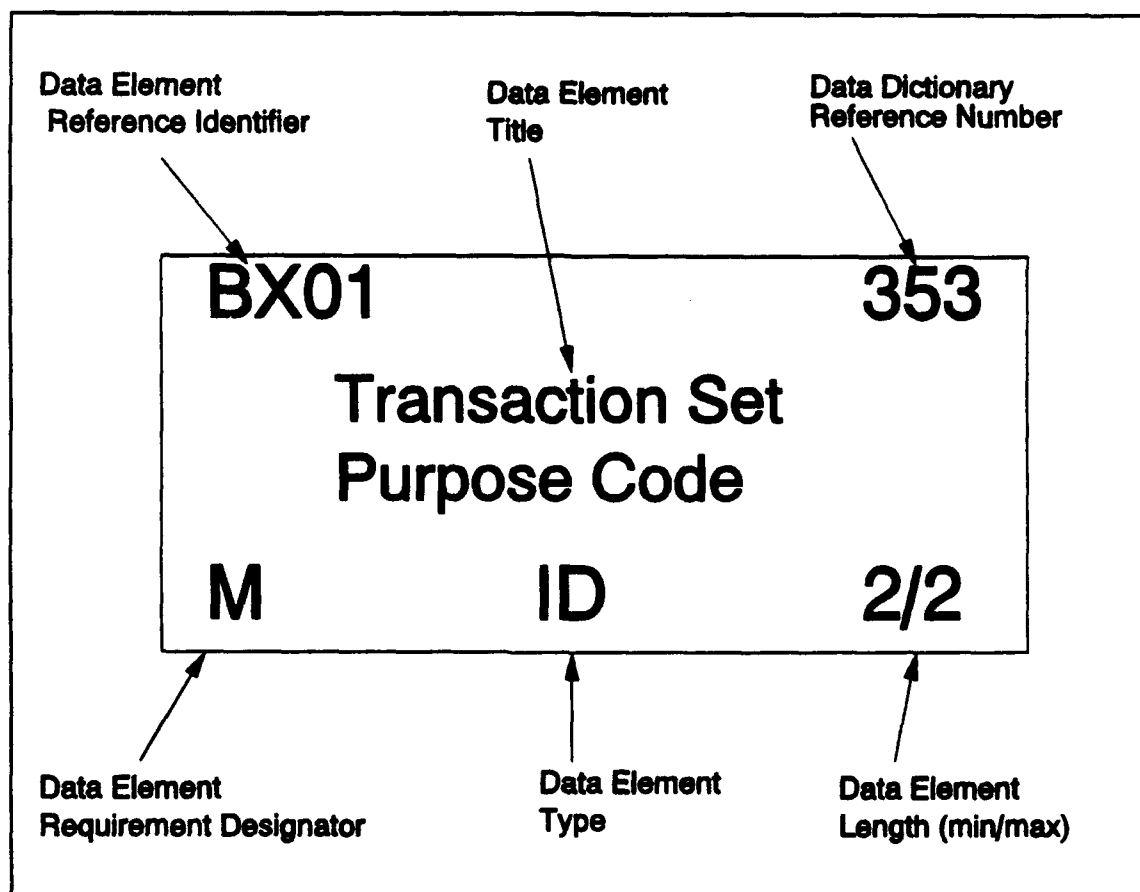 Data Element
Reference Identifier
Data Element
Title
Data Dictionary
Reference Number
BX01
353
Transaction Set
Purpose Code
M
ID
2/2
Data Element
Requirement Designator
Data Element
Type
Data Element
Length (min/max)